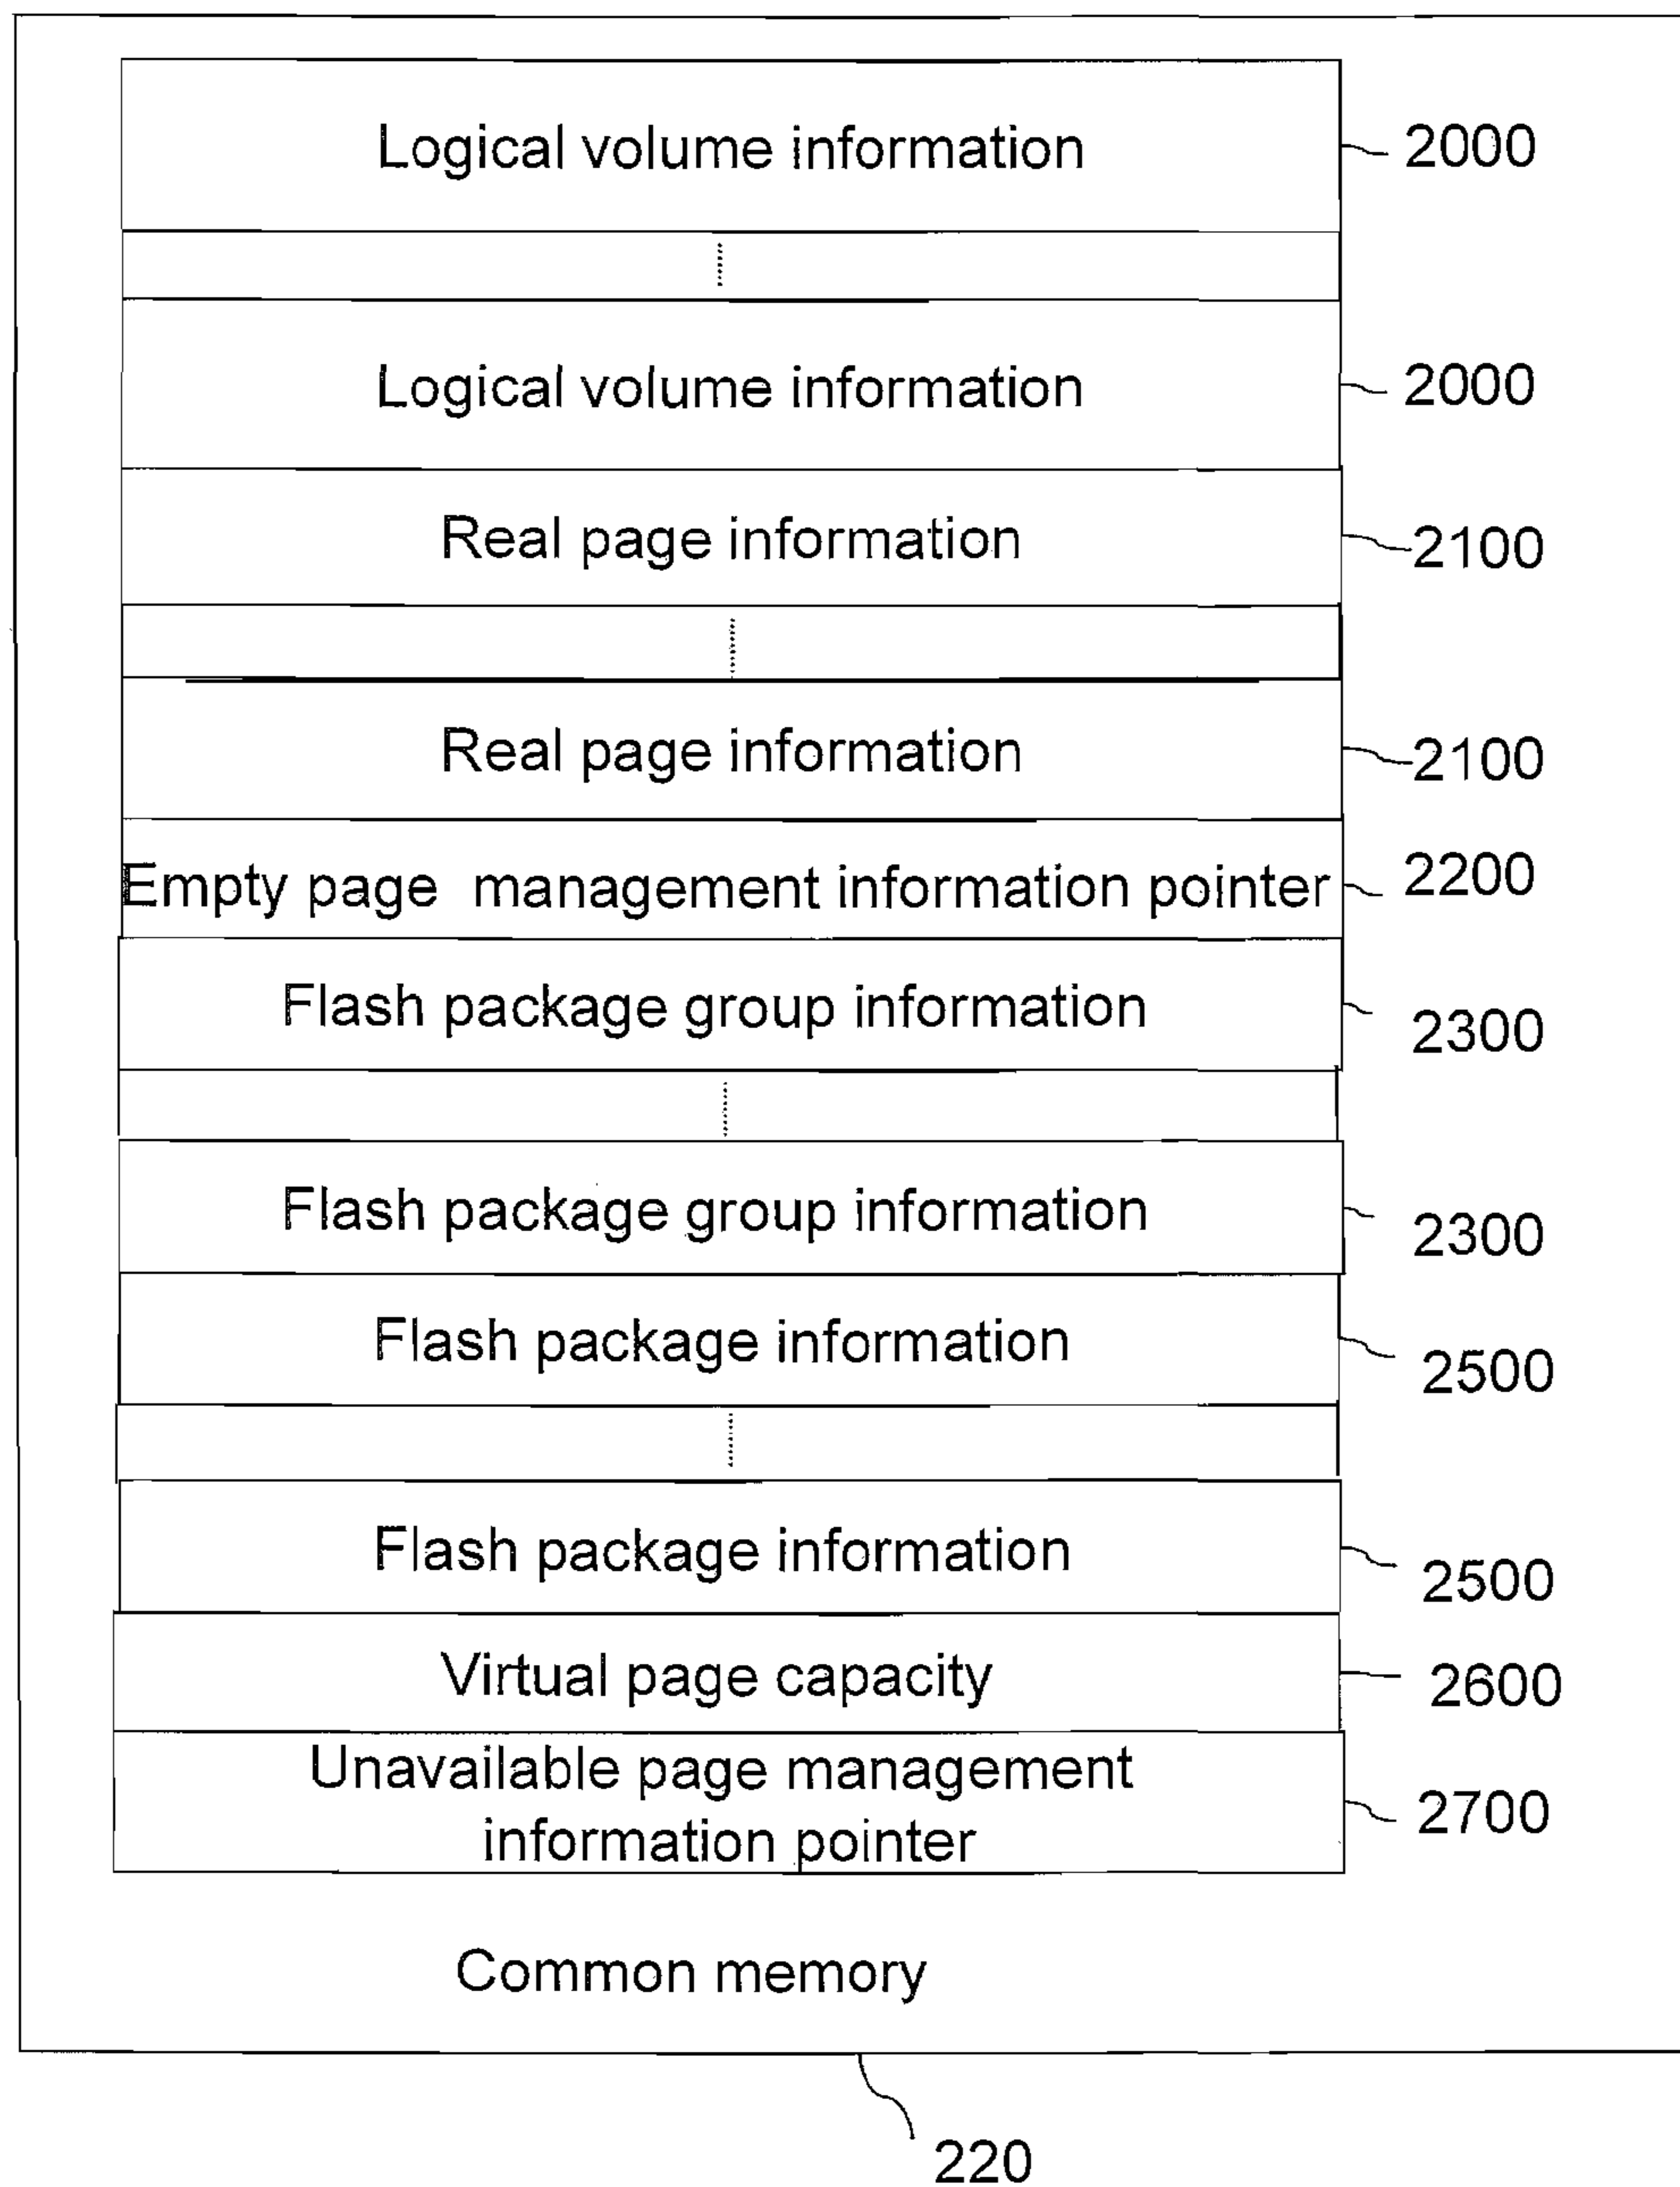 Logical volume information 2000
Logical volume information 2000
Real page information 2100
Real page information 2100
Empty page management information pointer 2200
Flash package group information 2300
Flash package group information 2300
Flash package information 2500
Flash package information 2500
Virtual page capacity 2600
Unavailable page management
information pointer 2700
Common memory
220